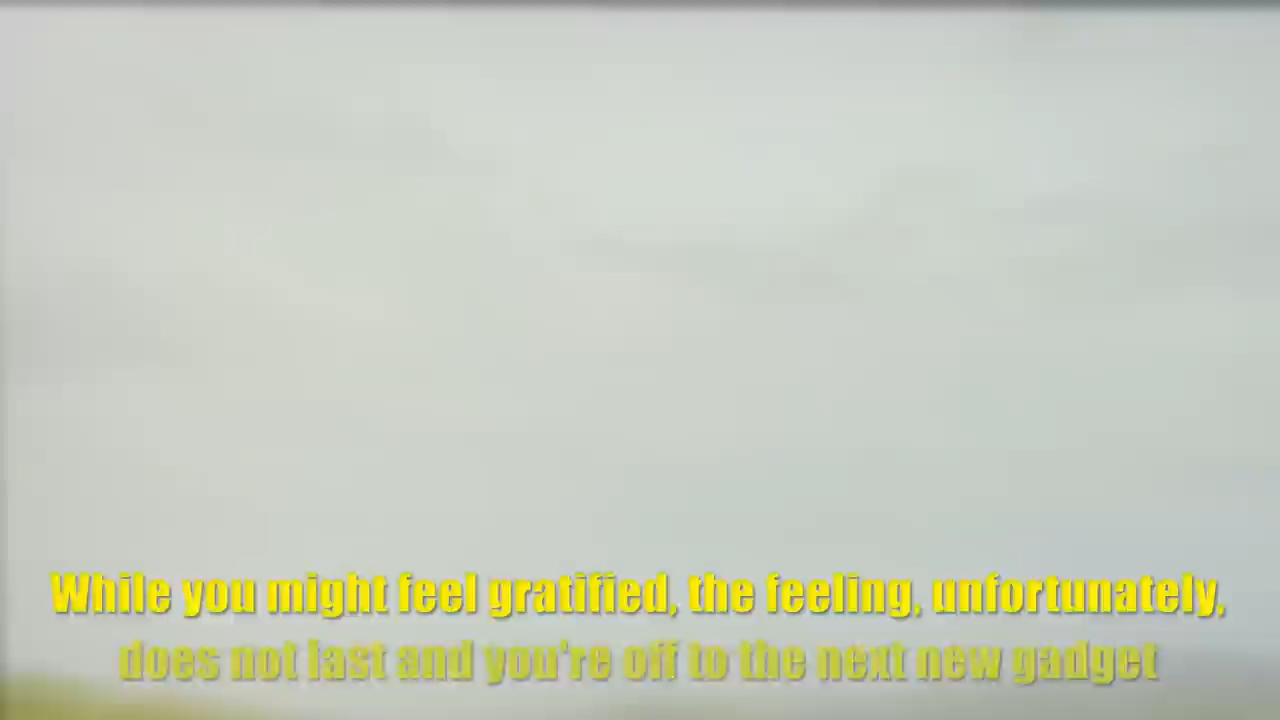 While you might feel gratified, the feeling, unfortunately,
does not last and you're off to the next new gadget